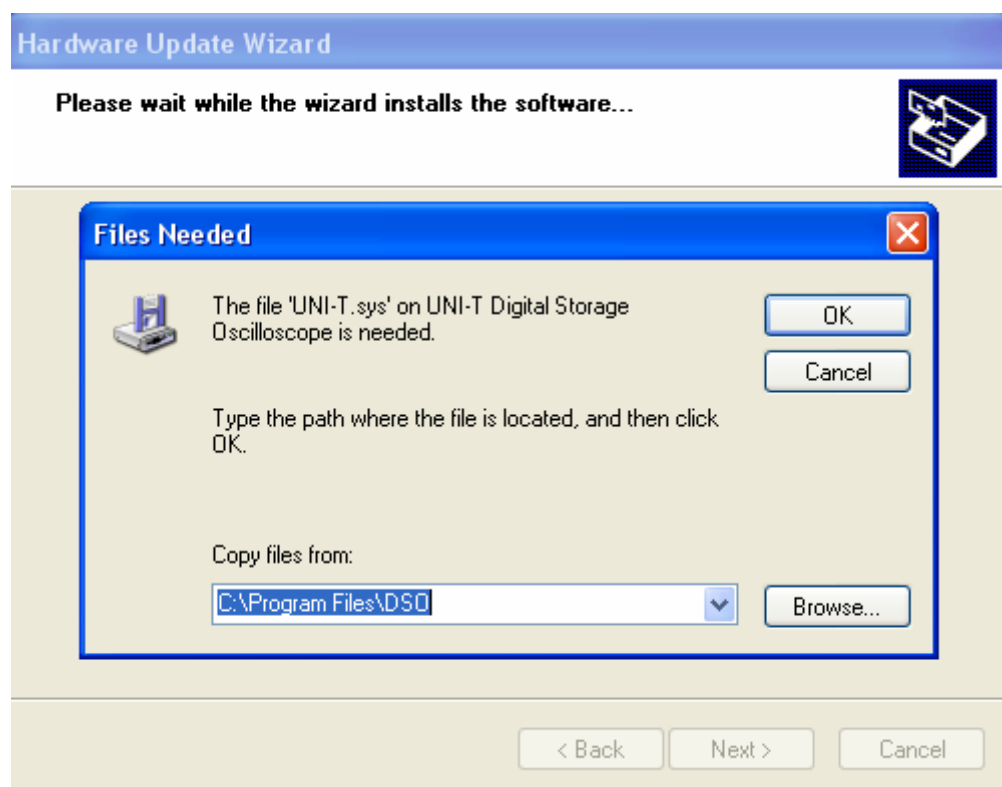 Hardware Update Wizard
Please wait while the wizard installs the software...
Files Needed
The file 'UNI-T.sys' on UNI-T Digital Storage
Oscilloscope is needed.
OK
Cancel
Type the path where the file is located, and then click
OK.
Copy files from:
C:\Program Files\DSO
Browse...
< Back
Next >
Cancel